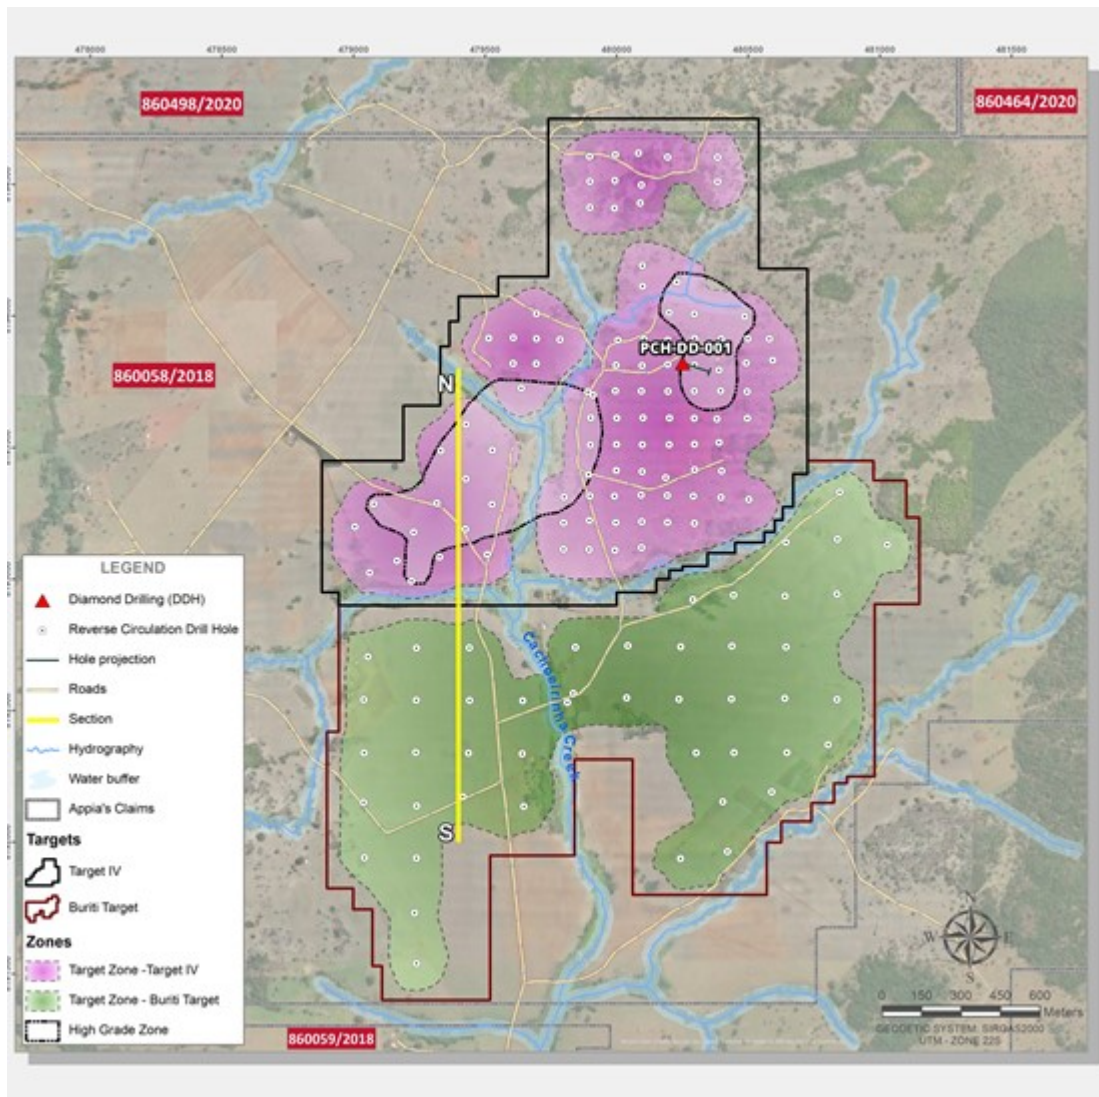 478000
478500
479000
479500
480000
480500
481000
481500
860498/2020
860464/2020
PCH-DD-001
860058/2018
N
LEGEND
Diamond Drilling (DDH)
Reverse Circulation Drill Hole
Hole projection
Roads
Section
Hydrography
Water buffer
Appia's Claims
Targets
Target IV
Buriti Target
Zones
Target Zone -Target IV
Target Zone - Buriti Target
High Grade Zone
Cachoeirinha Creek
S
N
W
E
S
0 150 300 450 600
Meters
GEODETIC SYSTEM: SIRGAS2000
UTM - ZONE 22S
860059/2018